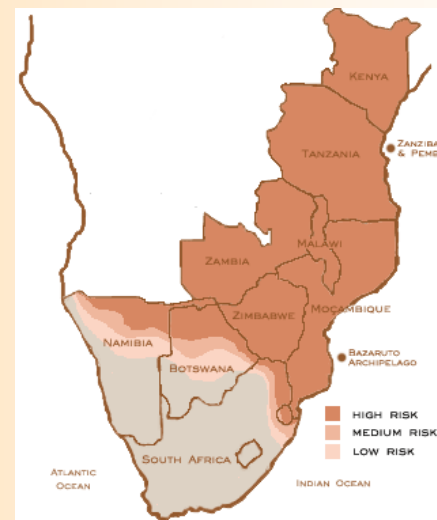 KENYA
ZANZIBA
& PEMB
TANZANIA
MALAWI
ZAMBIA
MOÇAMBIQUE
ZIMBABWE
NAMIBIA
BOTSWANA
BAZARUTO
ARCHIPELAGO
HIGH RISK
MEDIUM RISK
LOW RISK
SOUTH AFRICA
ATLANTIC
OCEAN
INDIAN OCEAN